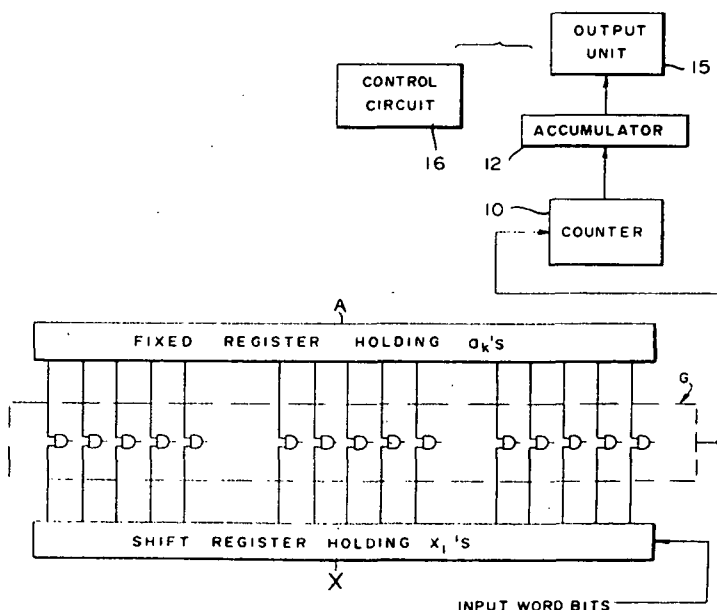 OUTPUT
UNIT
15
CONTROL
CIRCUIT
16
ACCUMULATOR
12
10
COUNTER
A
FIXED REGISTER HOLDING ak's
G
SHIFT REGISTER HOLDING Xi's
X
INPUT WORD BITS